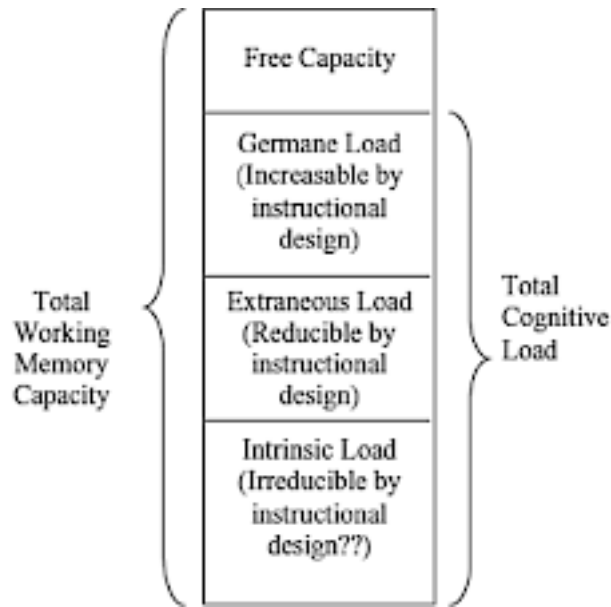 Free Capacity
Germane Load
(Increasable by
instructional
design)
Extraneous Load
(Reducible by
instructional
design)
Intrinsic Load
(Irreducible by
instructional
design??)
Total
Working
Memory
Capacity
Total
Cognitive
Load